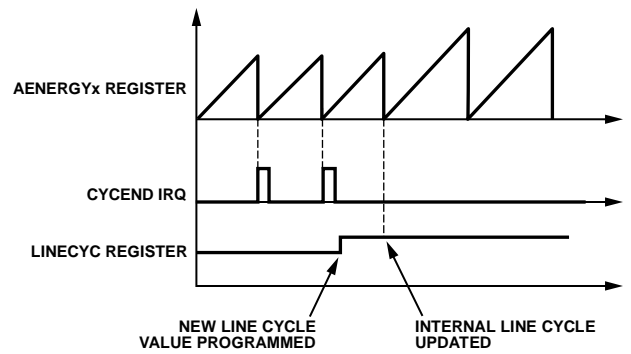 AENERGYx REGISTER
CYCEND IRQ
LINECYC REGISTER
NEW LINE CYCLE
VALUE PROGRAMMED
INTERNAL LINE CYCLE
UPDATED